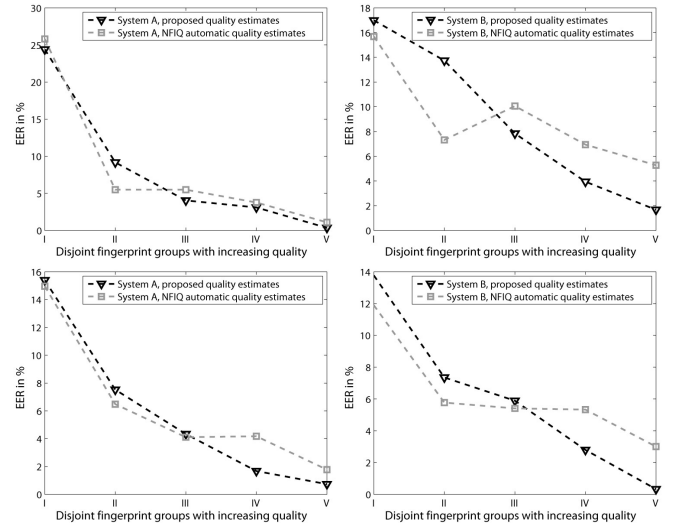 30
25
20
15
10
5
0
EER in %
System A, proposed quality estimates
System A, NFIQ automatic quality estimates
I II III IV V
Disjoint fingerprint groups with increasing quality
18
16
14
12
10
8
6
4
2
0
EER in %
System B, proposed quality estimates
System B, NFIQ automatic quality estimates
I II III IV V
Disjoint fingerprint groups with increasing quality
16
14
12
10
8
6
4
2
0
EER in %
System A, proposed quality estimates
System A, NFIQ automatic quality estimates
I II III IV V
Disjoint fingerprint groups with increasing quality
14
12
10
8
6
4
2
0
EER in %
System B, proposed quality estimates
System B, NFIQ automatic quality estimates
I II III IV V
Disjoint fingerprint groups with increasing quality